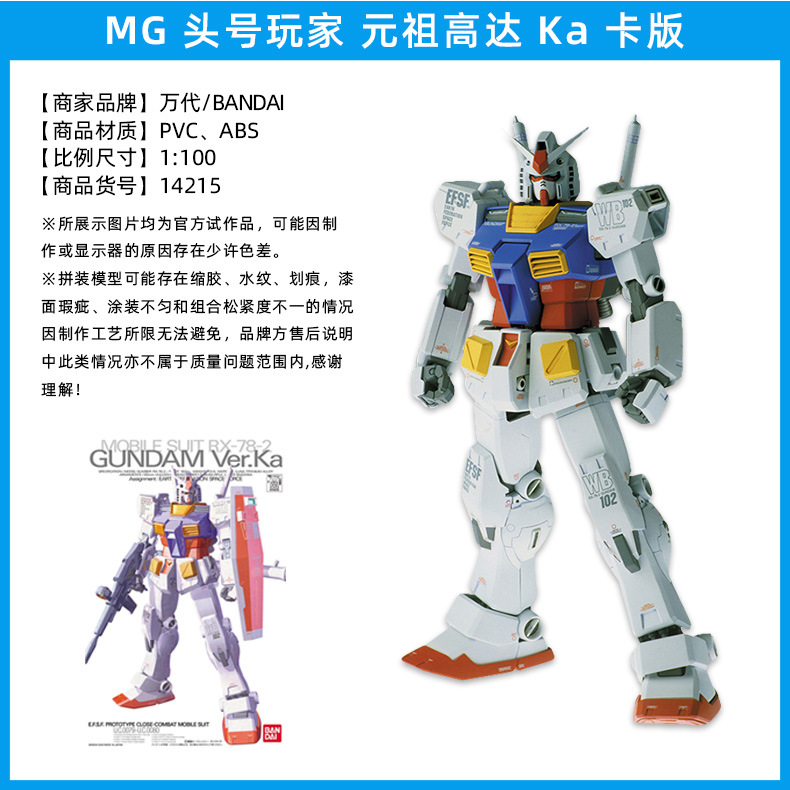 MG 头号玩家 元祖高达 Ka 卡版
【商家品牌】万代/BANDAI
【商品材质】PVC、ABS
【比例尺寸】1:100
【商品货号】14215
※所展示图片均为官方试作品，可能因制
作或显示器的原因存在少许色差。
※拼装模型可能存在缩胶、水纹、划痕，漆
面瑕疵、涂装不匀和组合松紧度不一的情况
因制作工艺所限无法避免，品牌方售后说明
中此类情况亦不属于质量问题范围内,感谢
理解！
EFSF
EARTH
FEDERATION
SPACE
FORCE
WB
102
EFSF
WB
102
MOBILE SUIT RX-78-2
GUNDAM Ver.Ka
E.F.S.F. PROTOTYPE CLOSE-COMBAT MOBILE SUIT
U.C.0079-U.C.0080
BAN
DAI